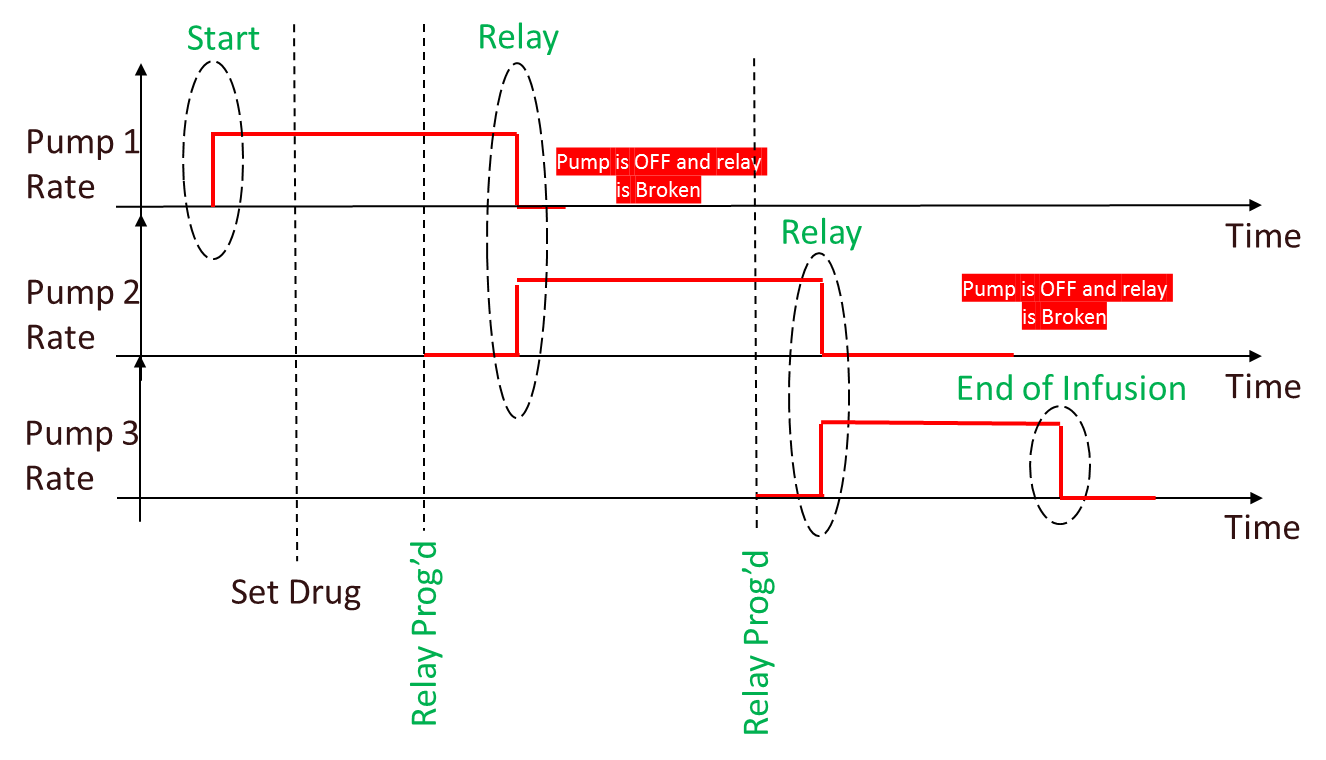 Start
Relay
Pump 1
Rate
Pump is OFF and relay
is Broken
Time
Relay
Pump 2
Rate
Pump is OFF and relay
is Broken
Time
End of Infusion
Pump 3
Rate
Time
Set Drug
Relay Prog’d
Relay Prog’d